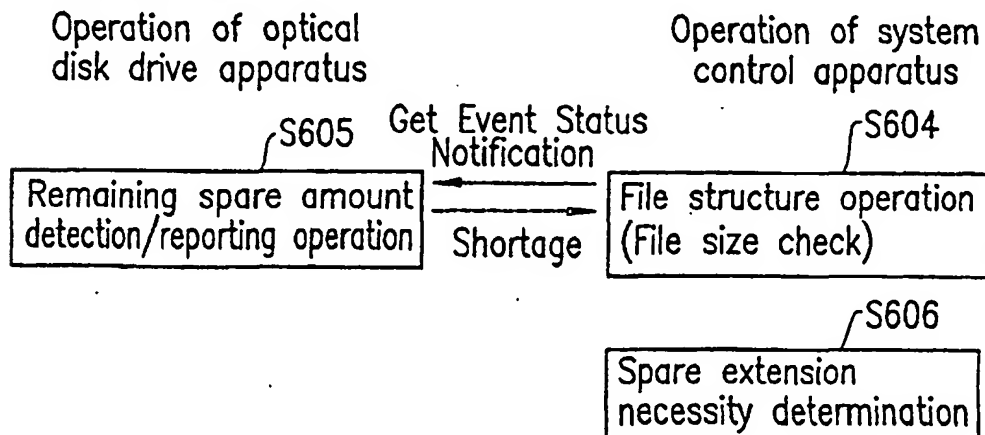 Operation of optical
disk drive apparatus
Operation of system
control apparatus
S605
Get Event Status
Notification
S604
Remaining spare amount
detection/reporting operation
Shortage
File structure operation
(File size check)
S606
Spare extension
necessity determination